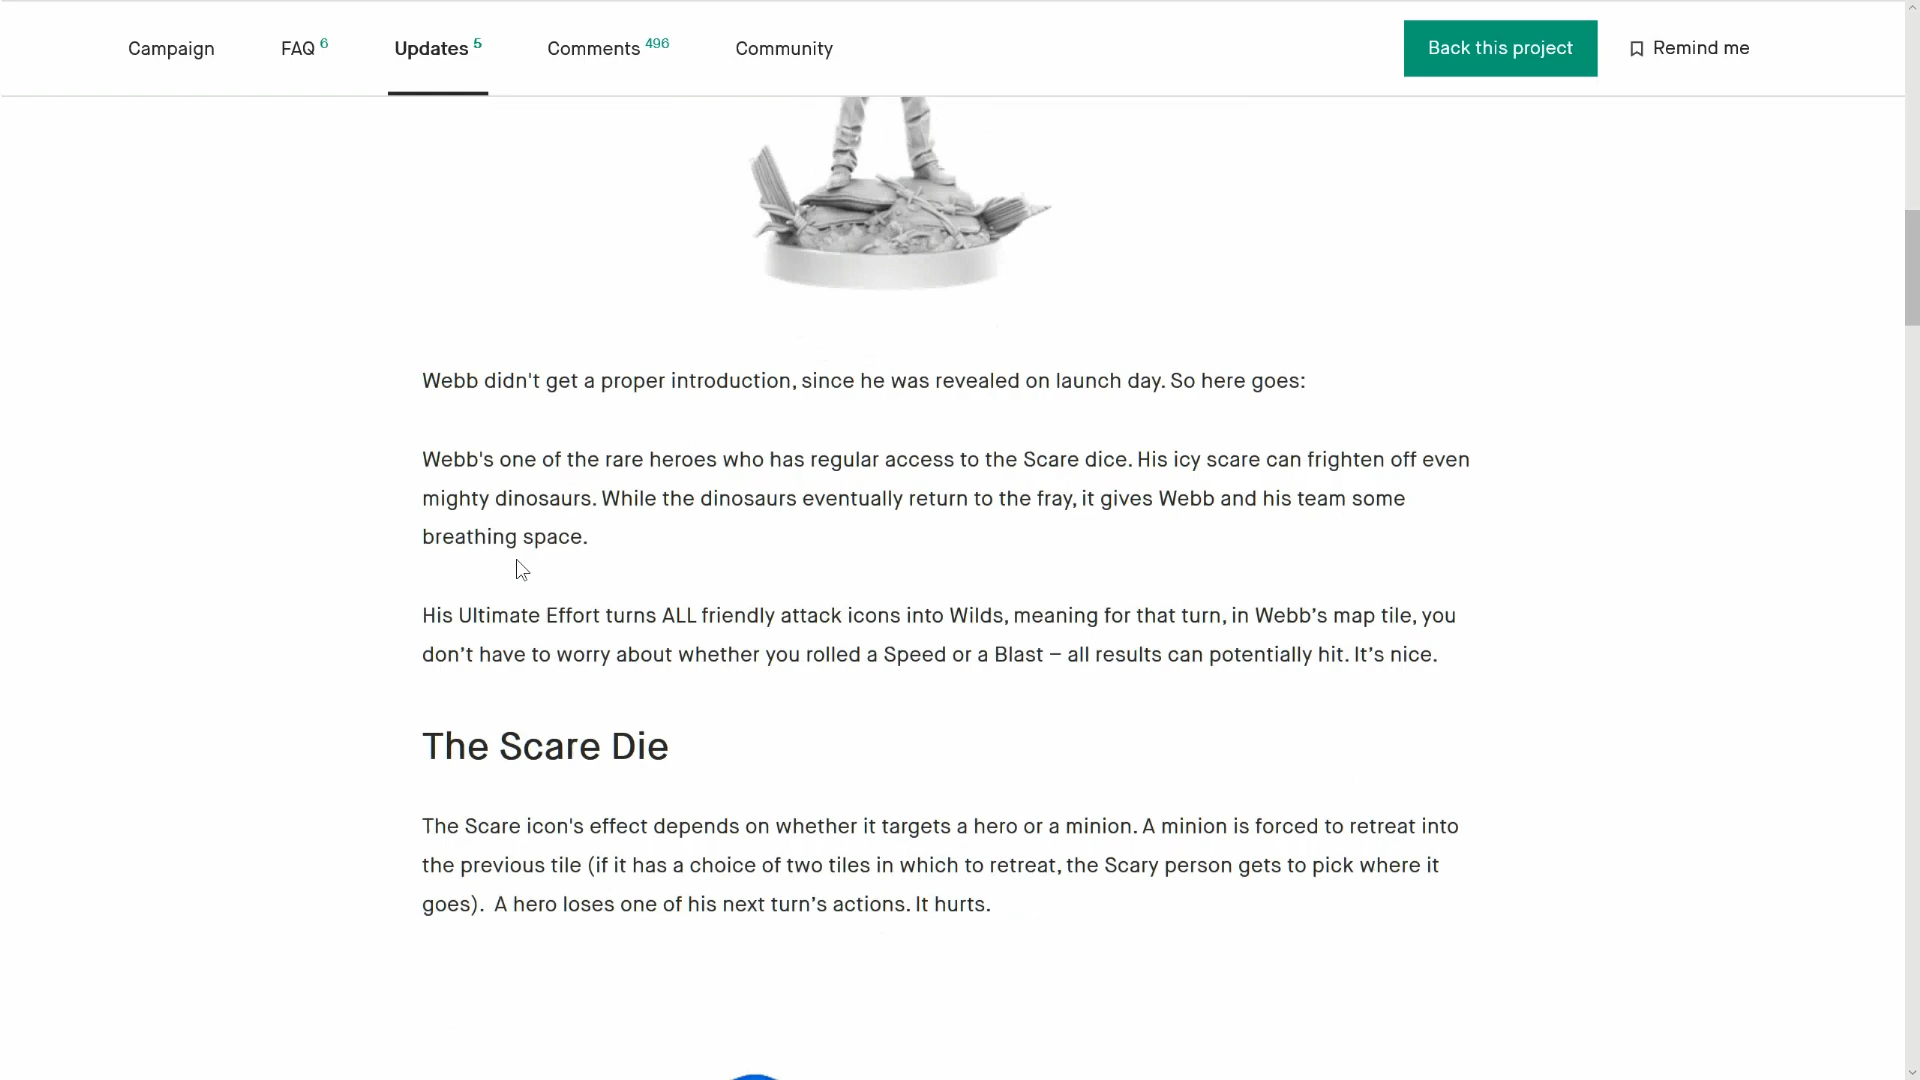 Campaign FAQ 6 Updates 5 Comments 496 Community Back this project Remind me
Webb didn't get a proper introduction, since he was revealed on launch day. So here goes:
Webb's one of the rare heroes who has regular access to the Scare dice. His icy scare can frighten off even
mighty dinosaurs. While the dinosaurs eventually return to the fray, it gives Webb and his team some
breathing space.
His Ultimate Effort turns ALL friendly attack icons into Wilds, meaning for that turn, in Webb’s map tile, you
don’t have to worry about whether you rolled a Speed or a Blast – all results can potentially hit. It’s nice.
The Scare Die
The Scare icon's effect depends on whether it targets a hero or a minion. A minion is forced to retreat into
the previous tile (if it has a choice of two tiles in which to retreat, the Scary person gets to pick where it
goes).  A hero loses one of his next turn’s actions. It hurts.